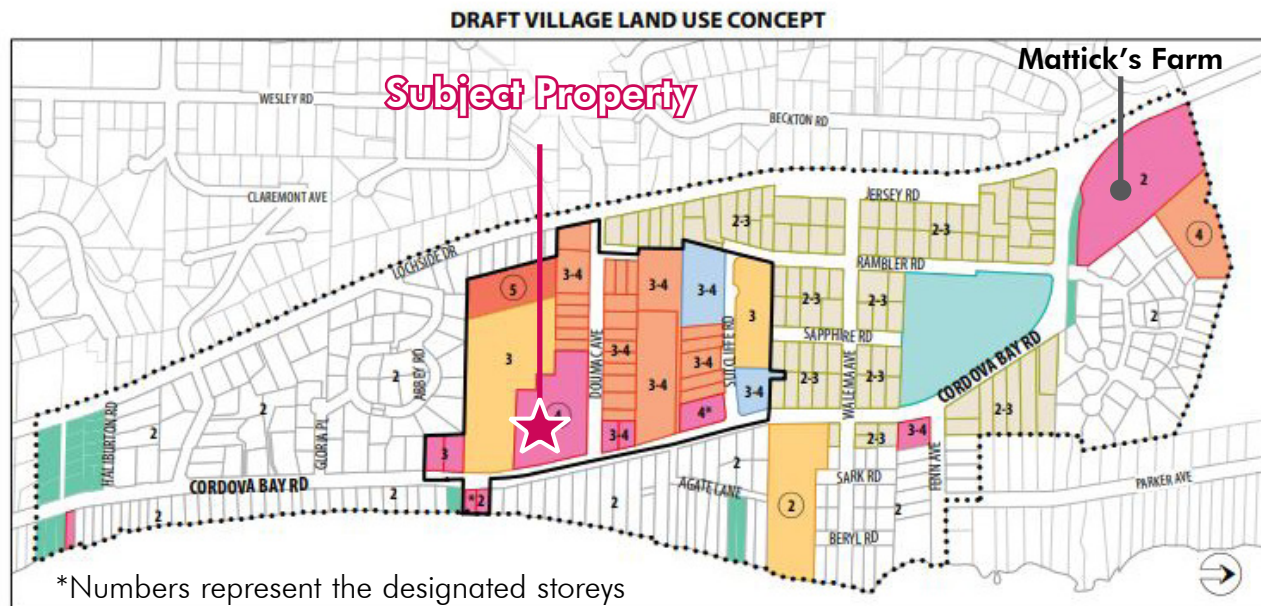 DRAFT VILLAGE LAND USE CONCEPT
Mattick's Farm
WESLEY RD
Subject Property
BECKTON RD
CLAREMONT AVE
2
JERSEY RD
LOCHSIDE DR
2-3
2-3
4
RAMBLER RD
5
3-4
3-4
3-4
2-3
2-3
3
SAPPHIRE RD
2
ABBEY RD
2
3
DOUMAC AVE
3-4
3-4
SUTCLIFFE RD
3-4
2-3
WALEMA AVE
2-3
CORDOVA BAY RD
HALIBURTON RD
2
2
GLORIA PL
4
3-4
4*
3-4
2-3
2-3
3-4
3
2
SARK RD
FENN AVE
PARKER AVE
CORDOVA BAY RD
2
*2
2
AGATE LANE
2
2
2
BERYL RD
*Numbers represent the designated storeys